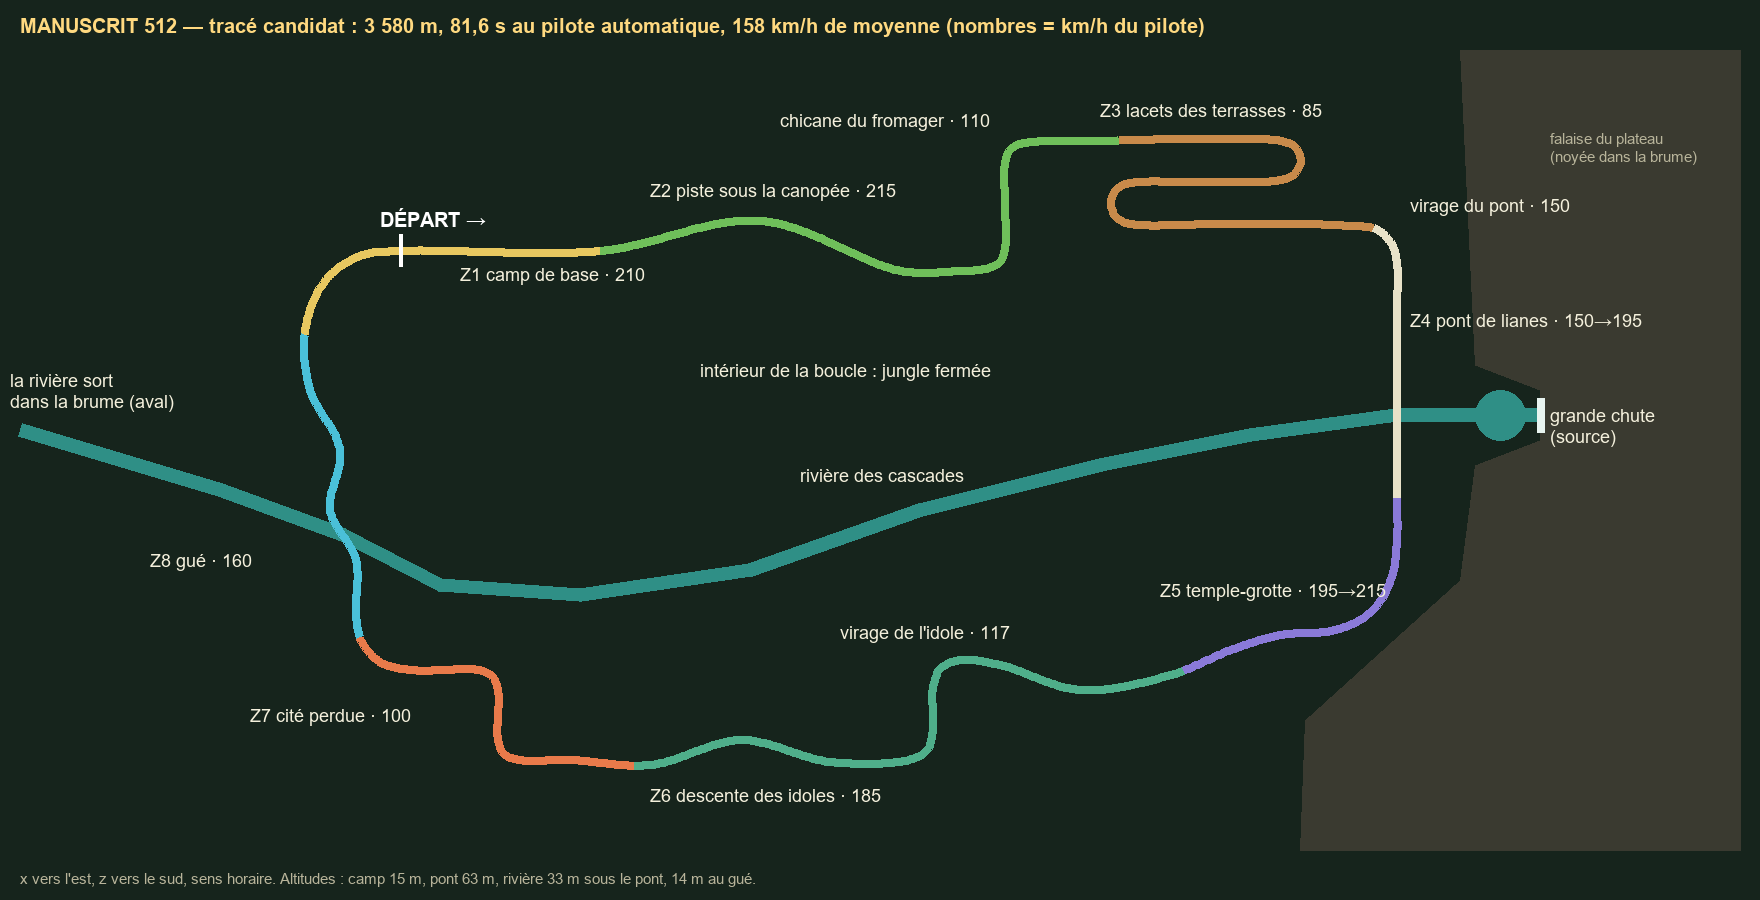 MANUSCRIT 512 — tracé candidat : 3 580 m, 81,6 s au pilote automatique, 158 km/h de moyenne (nombres = km/h du pilote)
chicane du fromager · 110
Z3 lacets des terrasses · 85
falaise du plateau
(noyée dans la brume)
Z2 piste sous la canopée · 215
virage du pont · 150
DÉPART →
Z1 camp de base · 210
Z4 pont de lianes · 150→195
intérieur de la boucle : jungle fermée
la rivière sort
dans la brume (aval)
grande chute
(source)
rivière des cascades
Z8 gué · 160
Z5 temple-grotte · 195→215
virage de l'idole · 117
Z7 cité perdue · 100
Z6 descente des idoles · 185
x vers l'est, z vers le sud, sens horaire. Altitudes : camp 15 m, pont 63 m, rivière 33 m sous le pont, 14 m au gué.